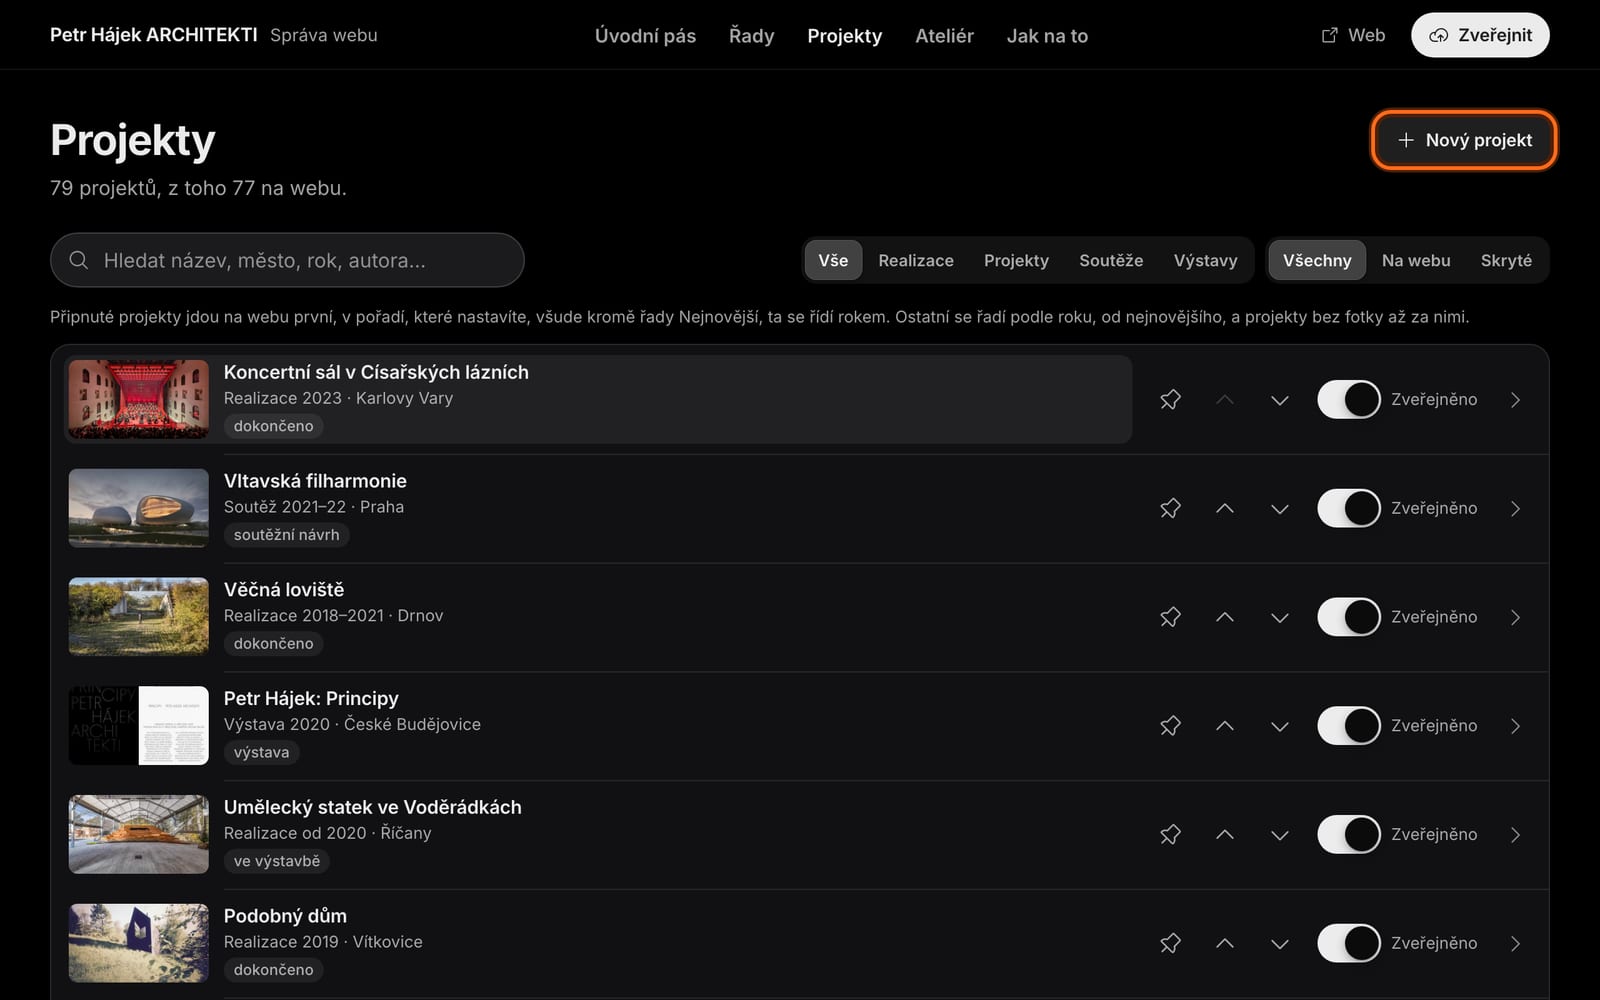 Petr Hájek ARCHITEKTI Správa webu
Úvodní pás Řady Projekty Ateliér Jak na to
Web Zveřejnit
Projekty
+ Nový projekt
79 projektů, z toho 77 na webu.
Hledat název, město, rok, autora...
Vše Realizace Projekty Soutěže Výstavy
Všechny Na webu Skryté
Připnuté projekty jdou na webu první, v pořadí, které nastavíte, všude kromě řady Nejnovější, ta se řídí rokem. Ostatní se řadí podle roku, od nejnovějšího, a projekty bez fotky až za nimi.
Koncertní sál v Císařských lázních
Realizace 2023 · Karlovy Vary
dokončeno
Zveřejněno
Vltavská filharmonie
Soutěž 2021–22 · Praha
soutěžní návrh
Zveřejněno
Věčná loviště
Realizace 2018–2021 · Drnov
dokončeno
Zveřejněno
PRINCIPY
PETR
HÁJEK
ARCHI
TEKTI
Petr Hájek: Principy
Výstava 2020 · České Budějovice
výstava
Zveřejněno
Umělecký statek ve Voděrádkách
Realizace od 2020 · Říčany
ve výstavbě
Zveřejněno
Podobný dům
Realizace 2019 · Vítkovice
dokončeno
Zveřejněno